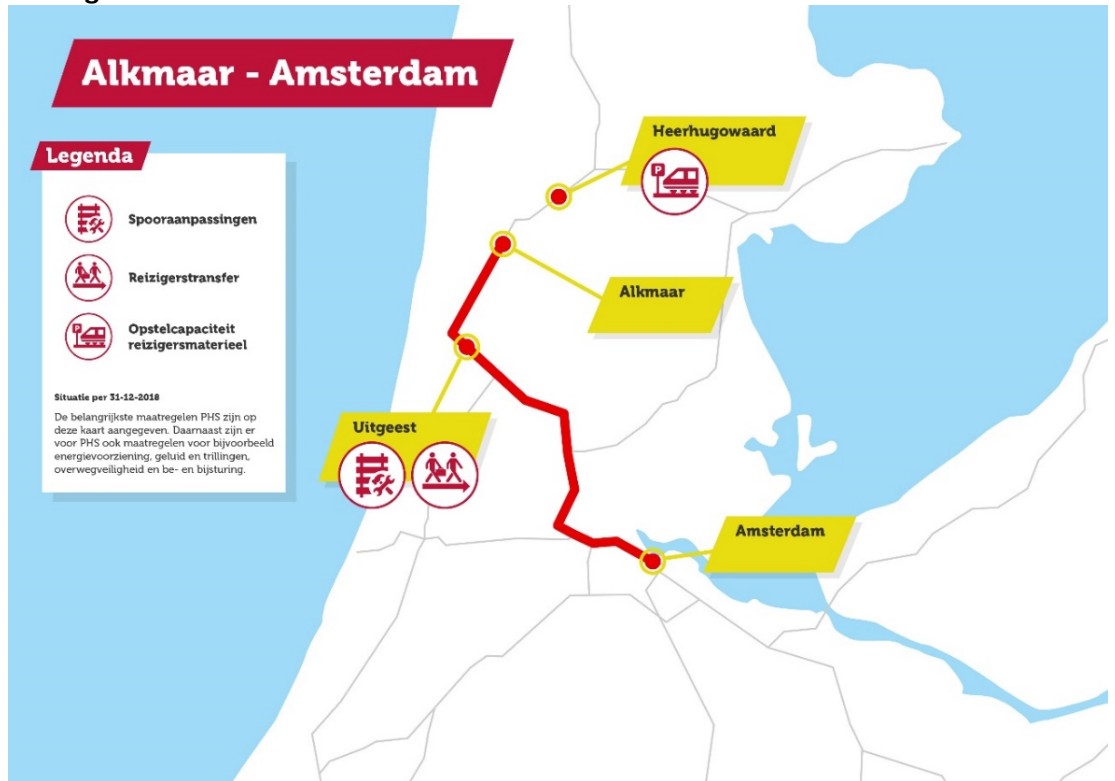 Alkmaar - Amsterdam
Legenda
Spooraanpassingen
Reizigerstransfer
Opstelcapaciteit
reizigersmaterieel
Situatie per 31-12-2018
De belangrijkste maatregelen PHS zijn op
deze kaart aangegeven. Daarnaast zijn er
voor PHS ook maatregelen voor bijvoorbeeld
energievoorziening, geluid en trillingen,
overwegveiligheid en be- en bijsturing.
Heerhugowaard
P
Alkmaar
Uitgeest
Amsterdam